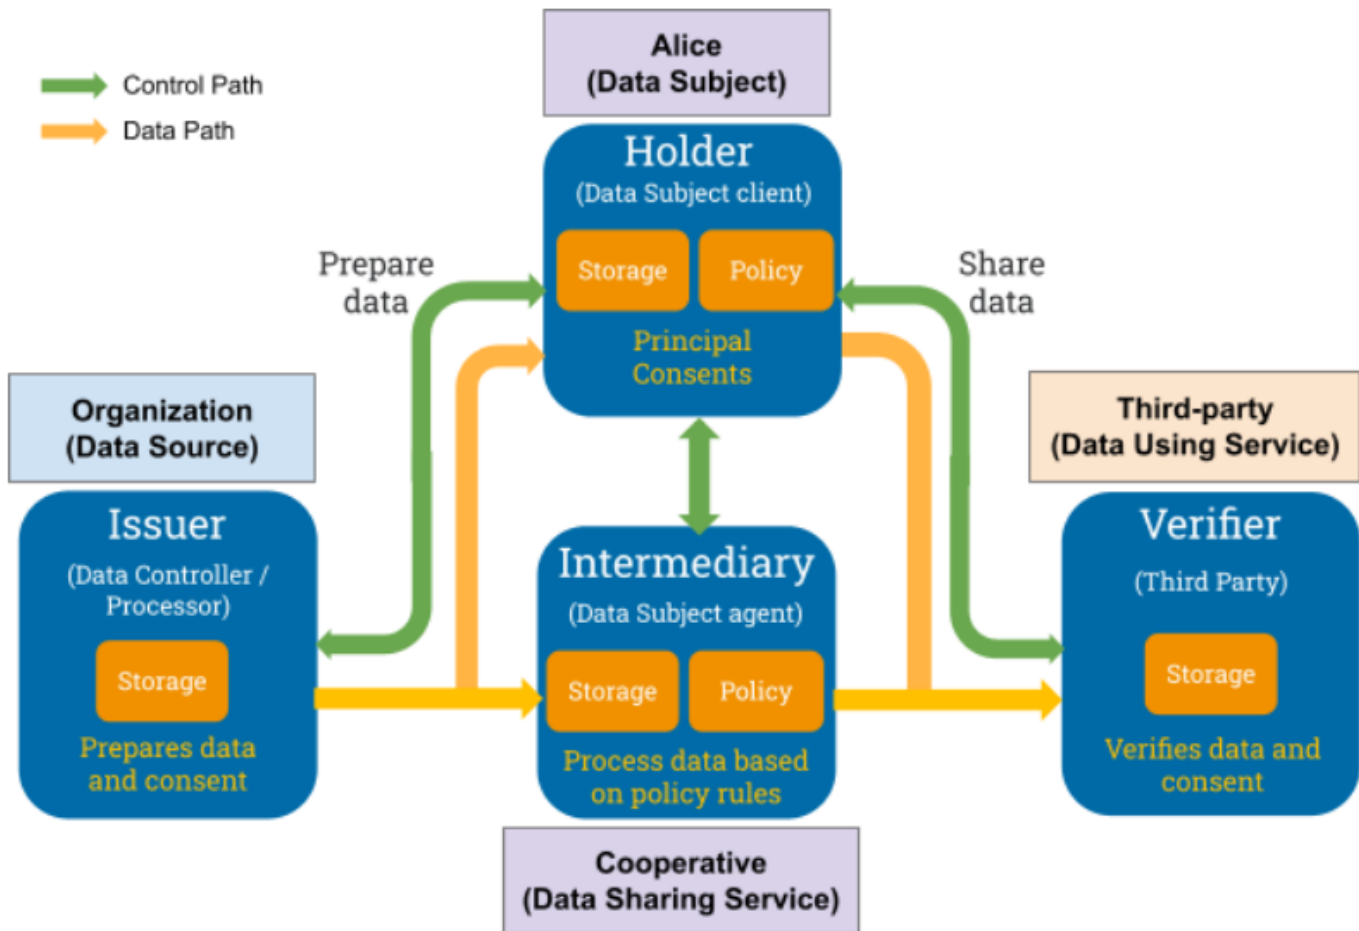 Control Path
Data Path
Alice
(Data Subject)
Holder
(Data Subject client)
Storage
Policy
Principal
Consents
Prepare
data
Share
data
Organization
(Data Source)
Issuer
(Data Controller /
Processor)
Storage
Prepares data
and consent
Intermediary
(Data Subject agent)
Storage
Policy
Process data based
on policy rules
Cooperative
(Data Sharing Service)
Third-party
(Data Using Service)
Verifier
(Third Party)
Storage
Verifies data and
consent